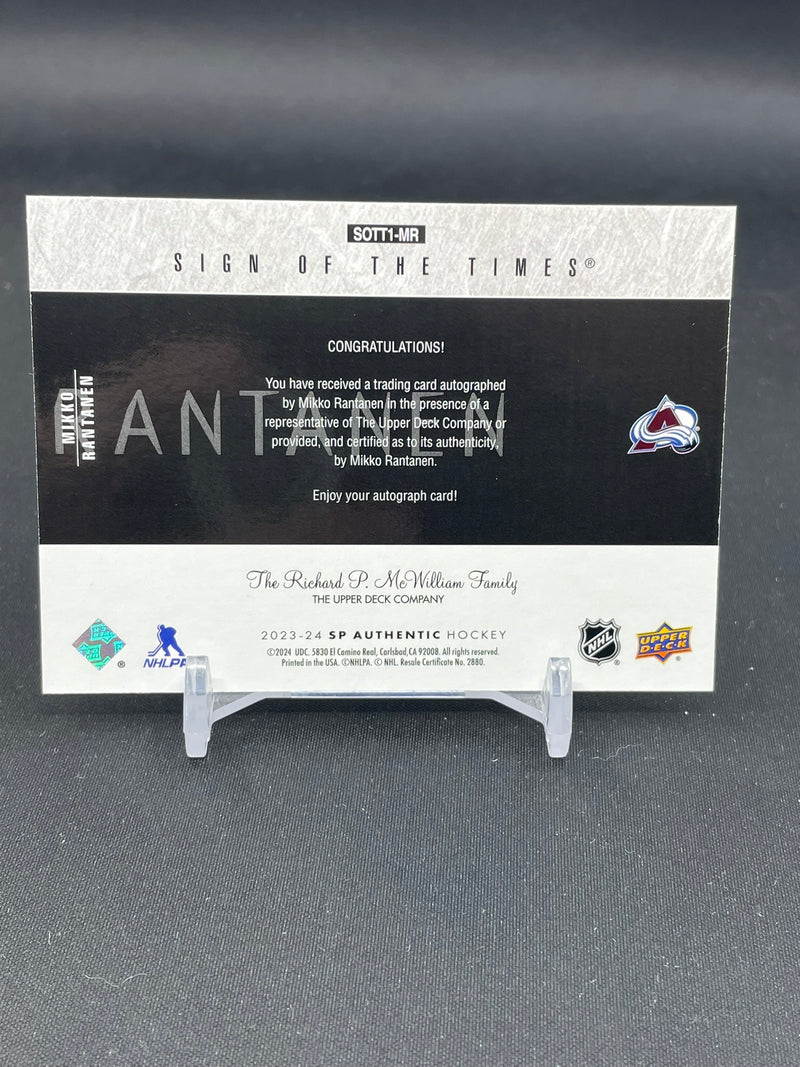 SOTT1-MR
SIGN OF THE TIMES®
CONGRATULATIONS!
You have received a trading card autographed
by Mikko Rantanen in the presence of a
representative of The Upper Deck Company or
provided, and certified as to its authenticity,
by Mikko Rantanen.
Enjoy your autograph card!
MIKKO
RANTANEN
RANTANEN
The Richard P. McWilliam Family
THE UPPER DECK COMPANY
2023-24 SP AUTHENTIC HOCKEY
©2024 UDC. 5830 El Camino Real, Carlsbad, CA 92008. All rights reserved.
Printed in the USA. ©NHLPA. © NHL. Resale Certificate No. 2880.
®
NHLPA
NHL
®
UPPER
DECK
®